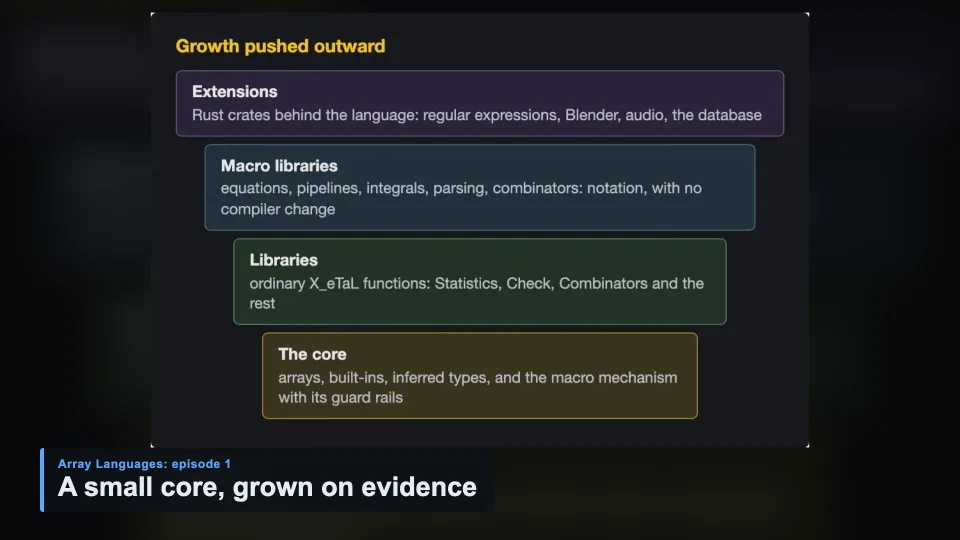 Growth pushed outward
Extensions
Rust crates behind the language: regular expressions, Blender, audio, the database
Macro libraries
equations, pipelines, integrals, parsing, combinators: notation, with no
compiler change
Libraries
ordinary X_eTaL functions: Statistics, Check, Combinators and the
rest
The core
arrays, built-ins, inferred types, and the macro mechanism
with its guard rails
Array Languages: episode 1
A small core, grown on evidence